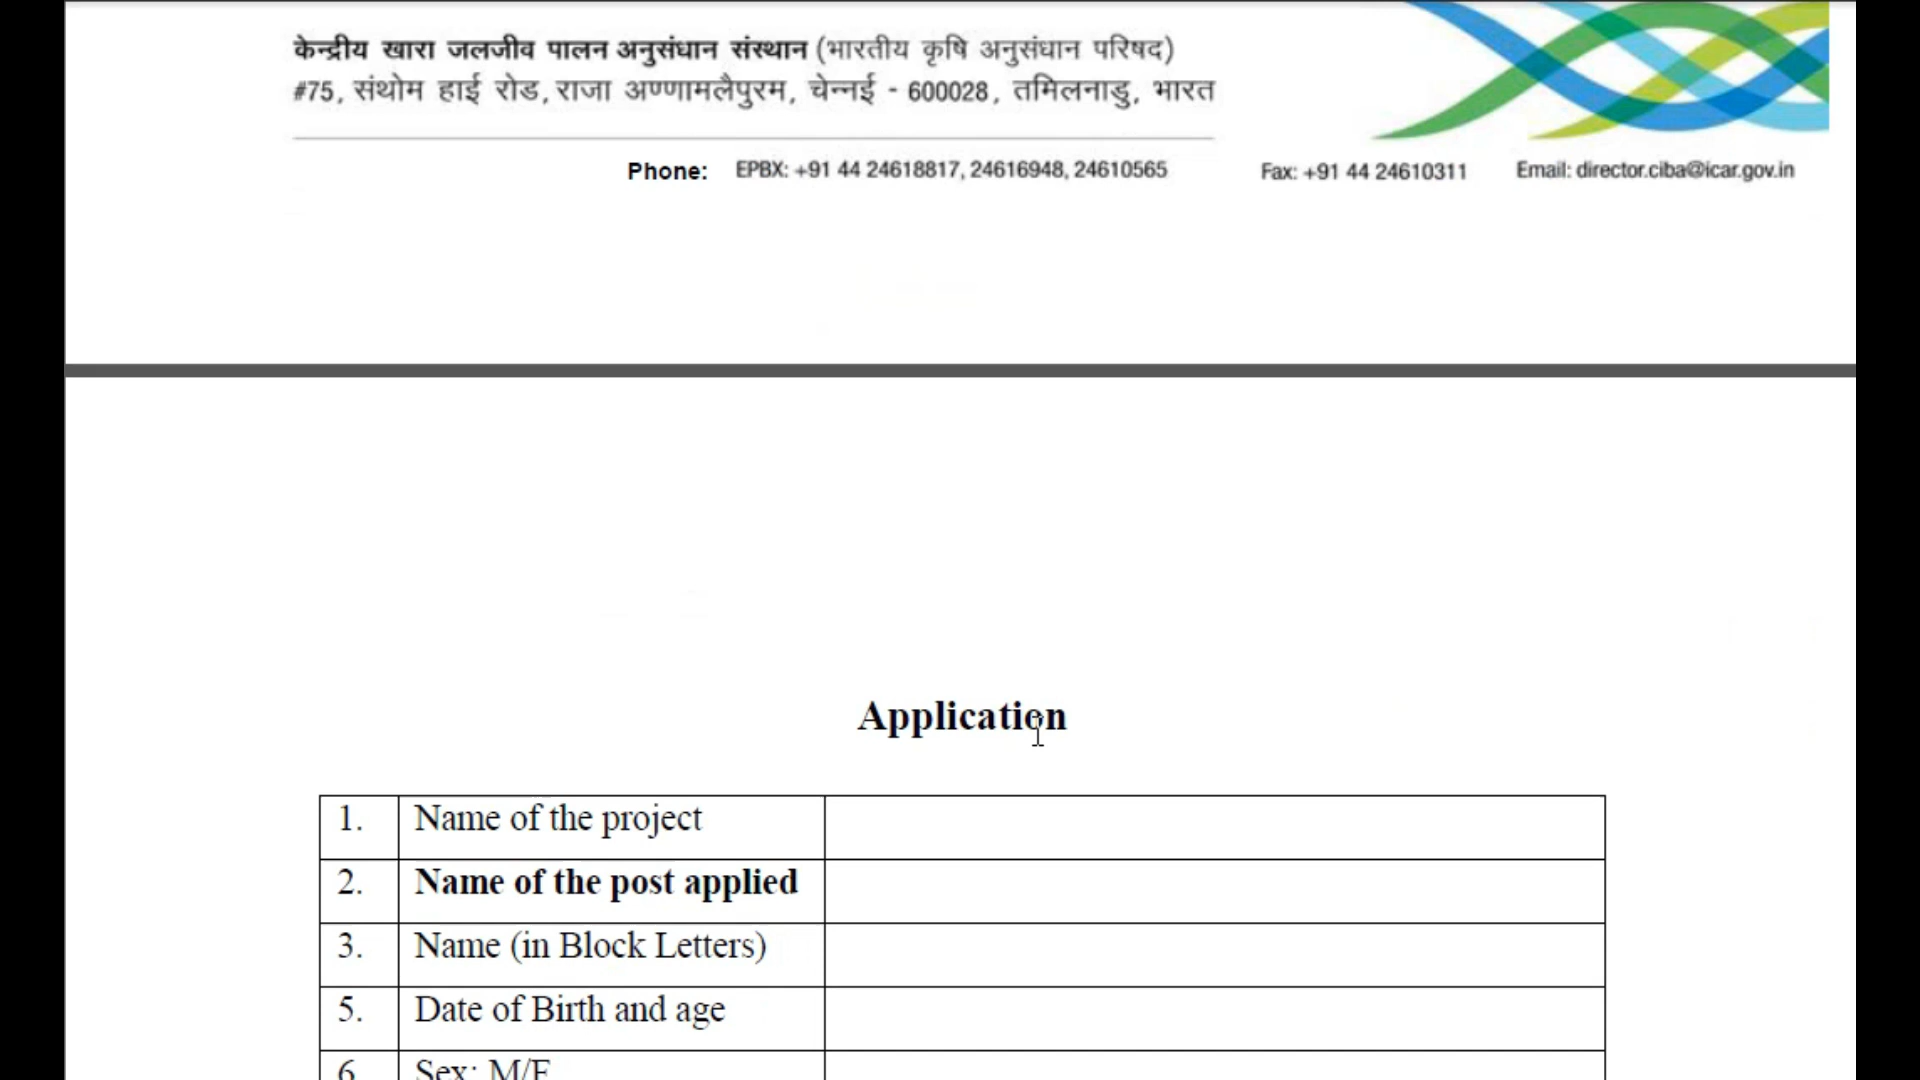 केन्द्रीय खारा जलजीव पालन अनुसंधान संस्थान (भारतीय कृषि अनुसंधान परिषद)
#75, संथोम हाई रोड, राजा अण्णामलैपुरम, चेन्नई - 600028, तमिलनाडु, भारत
Phone: EPBX: +91 44 24618817, 24616948, 24610565 Fax: +91 44 24610311 Email: director.ciba@icar.gov.in
Application
1. Name of the project
2. Name of the post applied
3. Name (in Block Letters)
5. Date of Birth and age
6. Sex: M/F